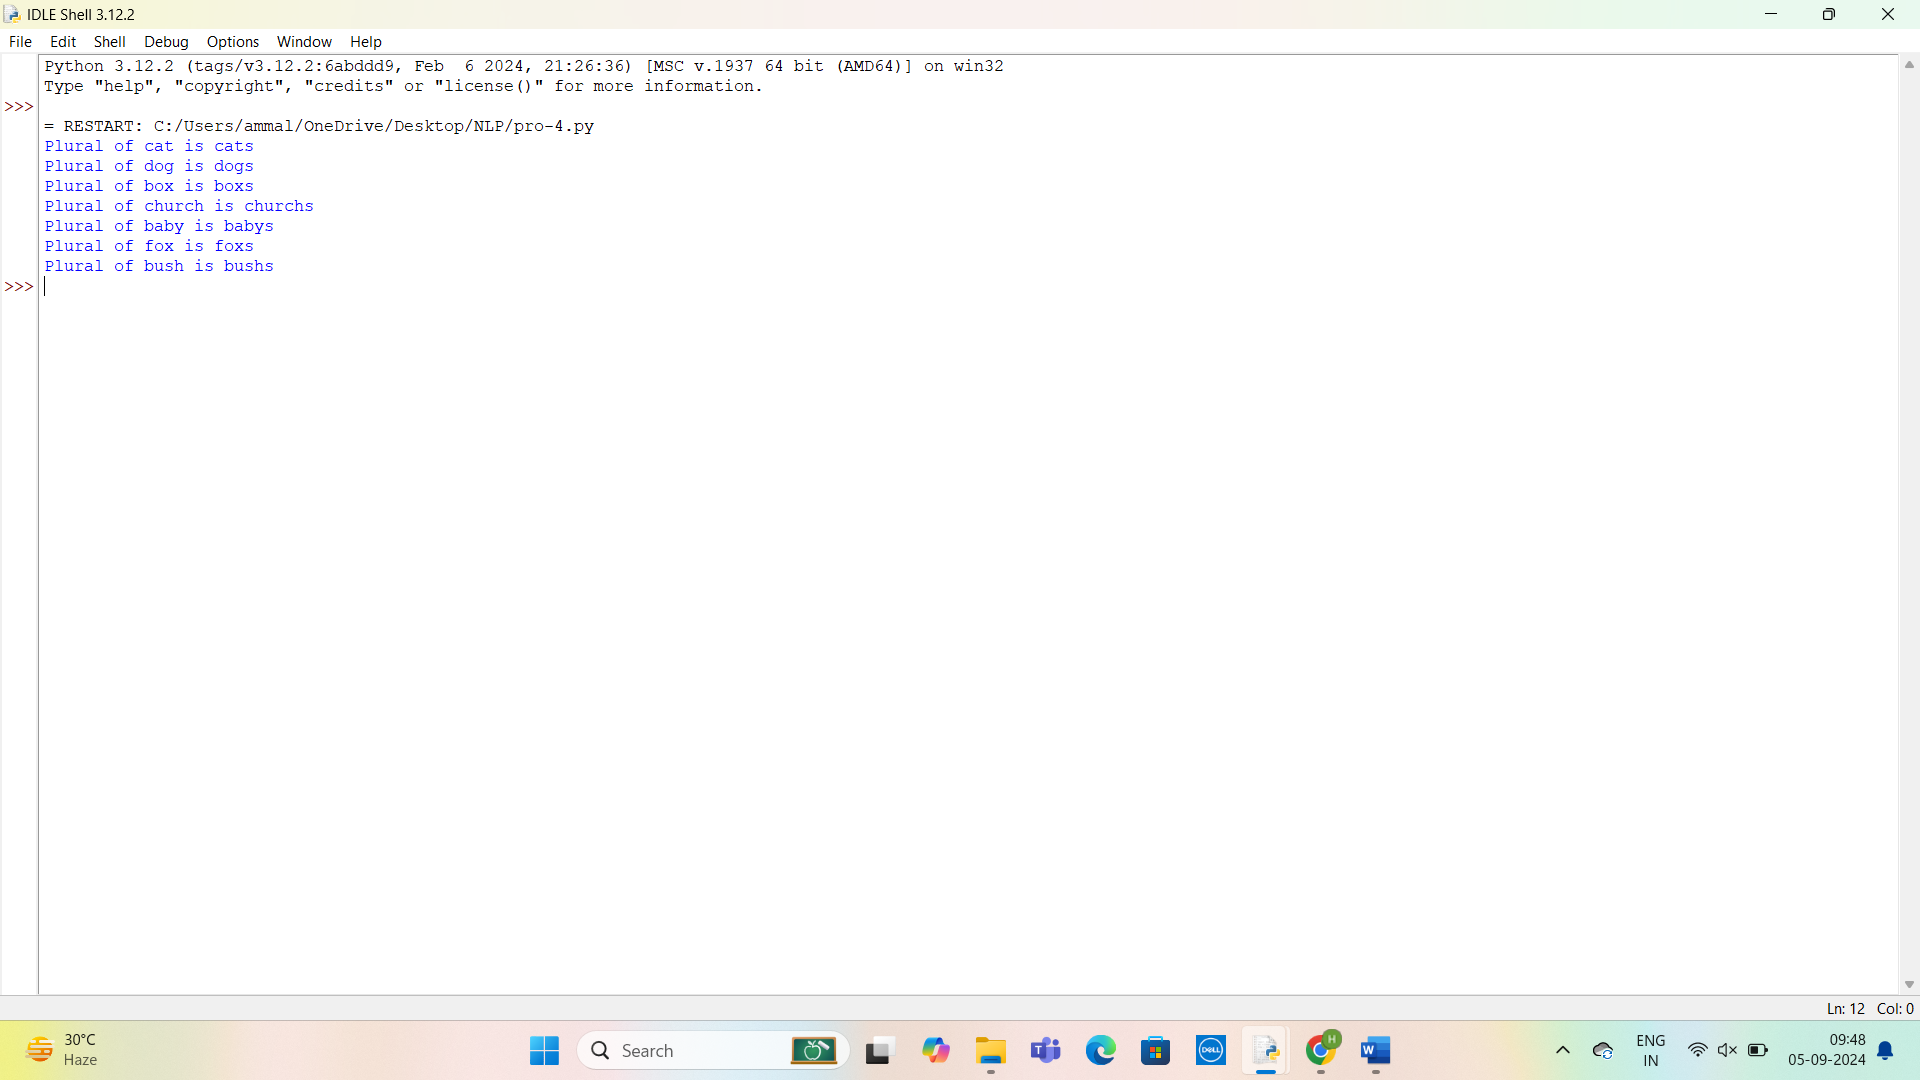 IDLE Shell 3.12.2
File Edit Shell Debug Options Window Help
Python 3.12.2 (tags/v3.12.2:6abddd9, Feb  6 2024, 21:26:36) [MSC v.1937 64 bit (AMD64)] on win32
Type "help", "copyright", "credits" or "license()" for more information.
>>>
= RESTART: C:/Users/ammal/OneDrive/Desktop/NLP/pro-4.py
Plural of cat is cats
Plural of dog is dogs
Plural of box is boxs
Plural of church is churchs
Plural of baby is babys
Plural of fox is foxs
Plural of bush is bushs
>>>
Ln: 12 Col: 0
30°C
Haze
Search
DELL
H
T
W
ENG
IN
09:48
05-09-2024